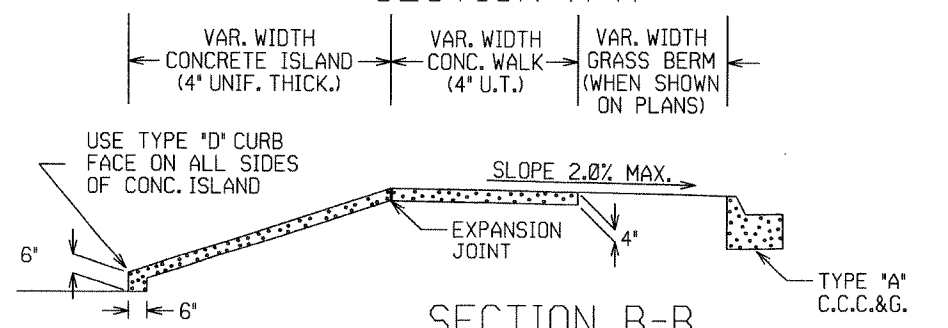 VAR. WIDTH
CONCRETE ISLAND
(4" UNIF. THICK.)
VAR. WIDTH
CONC. WALK
(4" U.T.)
VAR. WIDTH
GRASS BERM
(WHEN SHOWN
ON PLANS)
USE TYPE "D" CURB
FACE ON ALL SIDES
OF CONC. ISLAND
SLOPE 2.0% MAX.
6"
EXPANSION
JOINT
4"
6"
TYPE "A"
C.C.C.&G.
SECTION B-B